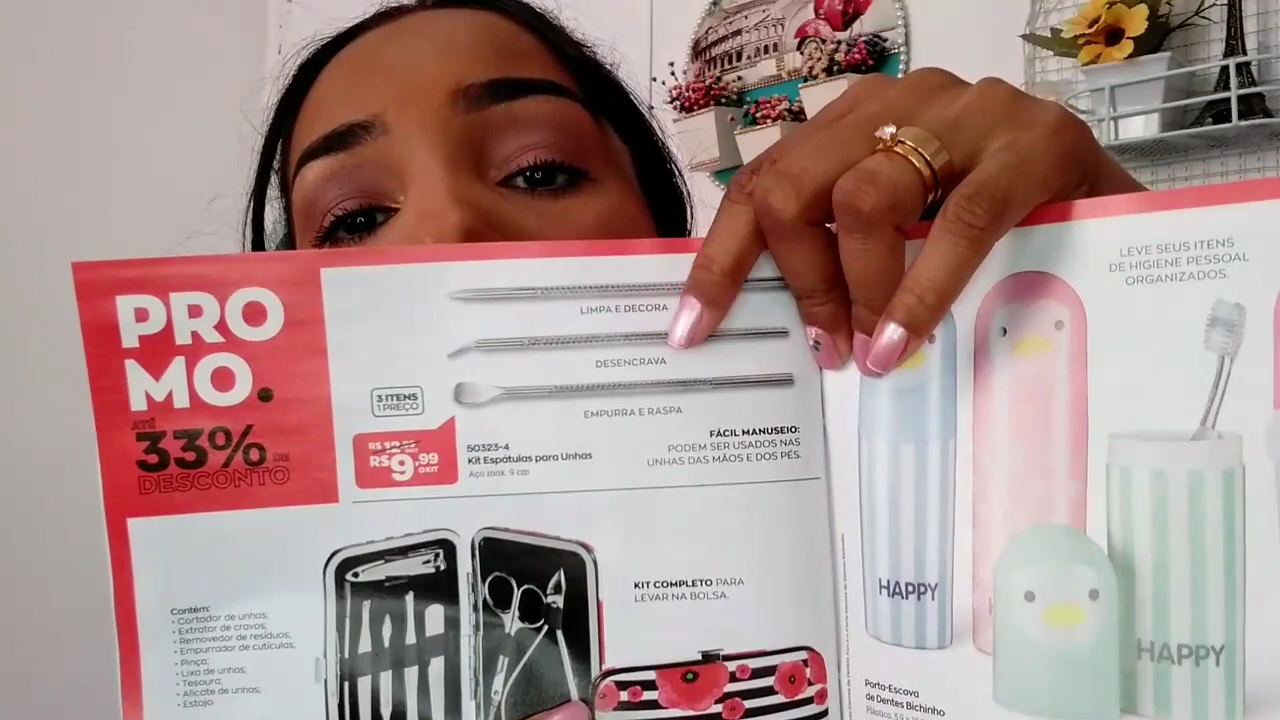 PRO
MO.
ATÉ
33% DE
DESCONTO
LIMPA E DECORA
DESENCRAVA
EMPURRA E RASPA
3 ITENS
1 PREÇO
R$
R$ 9,99
O KIT
50323-4
Kit Espátulas para Unhas
Aço inox. 9 cm
FÁCIL MANUSEIO:
PODEM SER USADOS NAS
UNHAS DAS MÃOS E DOS PÉS.
Contém:
• Cortador de unhas;
• Extrator de cravos;
• Removedor de resíduos;
• Empurrador de cutículas;
• Pinça;
• Lixa de unhas;
• Tesoura;
• Alicate de unhas;
• Estojo.
KIT COMPLETO PARA
LEVAR NA BOLSA.
LEVE SEUS ITENS
DE HIGIENE PESSOAL
ORGANIZADOS.
HAPPY
HAPPY
Porta-Escova
de Dentes Bichinho
Plástico.